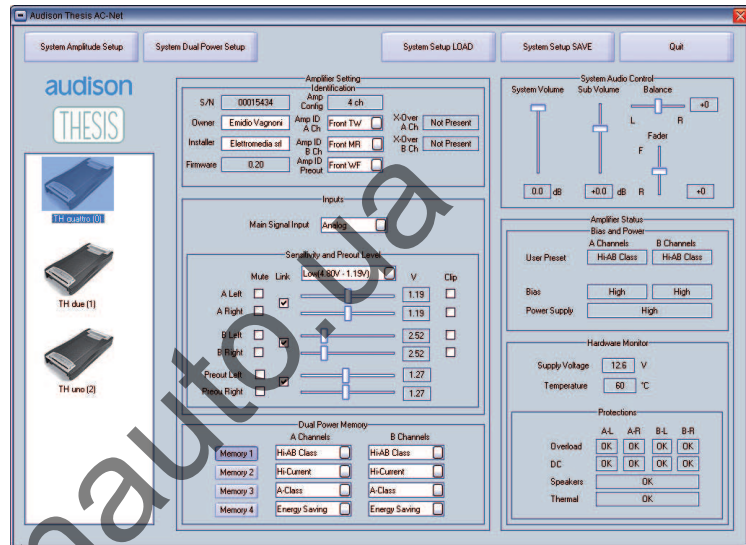 Audison Thesis AC-Net
System Amplitude Setup
System Dual Power Setup
System Setup LOAD
System Setup SAVE
Quit
audison
THESIS
TH quattro (0)
TH due (1)
TH uno (2)
Amplifier Setting
Identification
S/N 00015434 Amp Config 4 ch
Owner Emidio Vagnoni Amp ID A Ch Front TW X-Over A Ch Not Present
Installer Elettromedia srl Amp ID B Ch Front MR X-Over B Ch Not Present
Firmware 0.20 Amp ID Preout Front WF
Inputs
Main Signal Input Analog
Sensitivity and Preout Level
Mute Link Low(4.80V - 1.19V) V Clip
A Left 1.19
A Right 1.19
B Left 2.52
B Right 2.52
Preout Left 1.27
Preou Right 1.27
Dual Power Memory
A Channels B Channels
Memory 1 Hi-AB Class Hi-AB Class
Memory 2 Hi-Current Hi-Current
Memory 3 A-Class A-Class
Memory 4 Energy Saving Energy Saving
System Audio Control
System Volume Sub Volume Balance
+0
L R
Fader
F
0.0 dB +0.0 dB R +0
Amplifier Status
Bias and Power
A Channels B Channels
User Preset Hi-AB Class Hi-AB Class
Bias High High
Power Supply High
Hardware Monitor
Supply Voltage 12.6 V
Temperature 60 °C
Protections
A-L A-R B-L B-R
Overload OK OK OK OK
DC OK OK OK OK
Speakers OK
Thermal OK